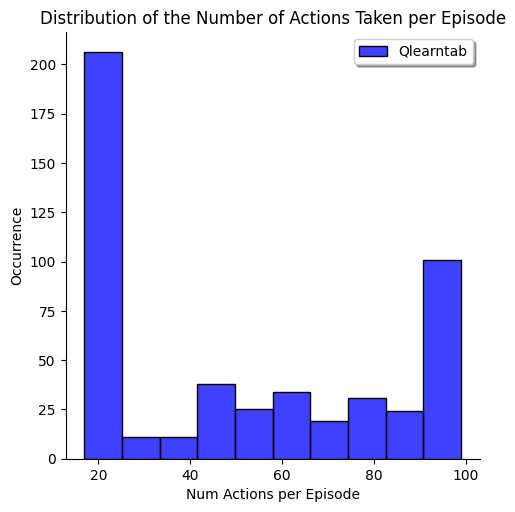 Distribution of the Number of Actions Taken per Episode
Qlearntab
200
175
150
125
100
75
50
25
0
Occurrence
20 40 60 80 100
Num Actions per Episode